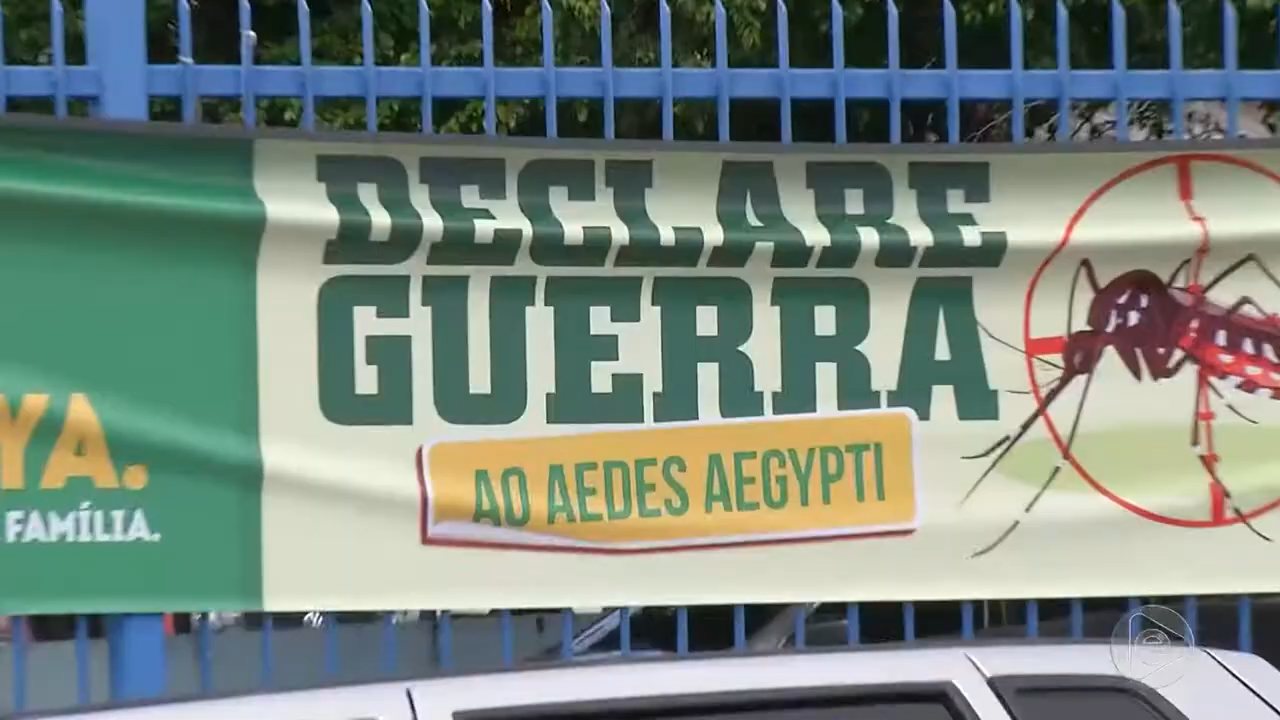 YA.
FAMÍLIA.
DECLARE
GUERRA
AO AEDES AEGYPTI
e